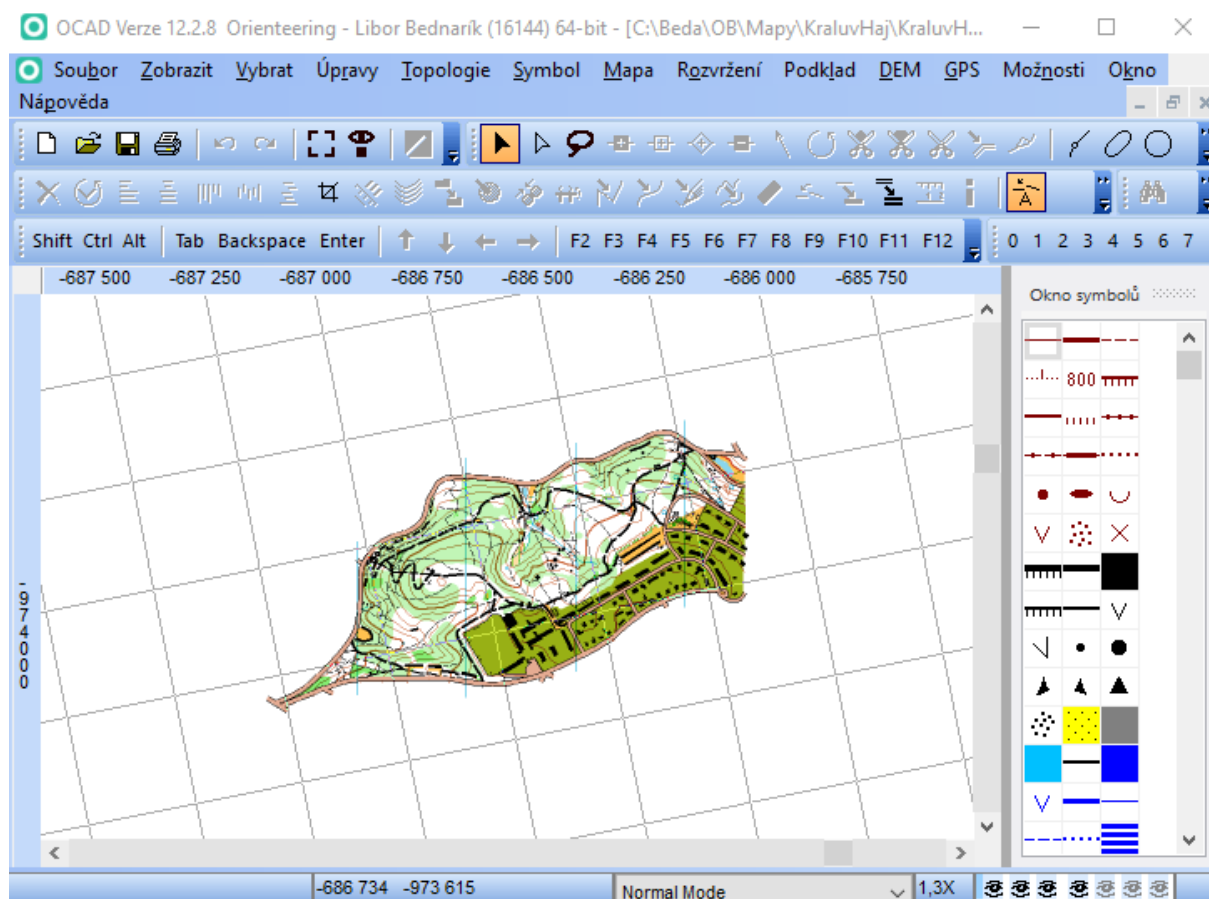 OCAD Verze 12.2.8 Orienteering - Libor Bednarík (16144) 64-bit - [C:\Beda\OB\Mapy\KraluvHaj\KraluvH...
Soubor Zobrazit Vybrat Úpravy Topologie Symbol Mapa Rozvržení Podklad DEM GPS Možnosti Okno
Nápověda
Shift Ctrl Alt Tab Backspace Enter F2 F3 F4 F5 F6 F7 F8 F9 F10 F11 F12 0 1 2 3 4 5 6 7
-687 500 -687 250 -687 000 -686 750 -686 500 -686 250 -686 000 -685 750
Okno symbolů
800
-974000
-686 734 -973 615 Normal Mode 1,3X